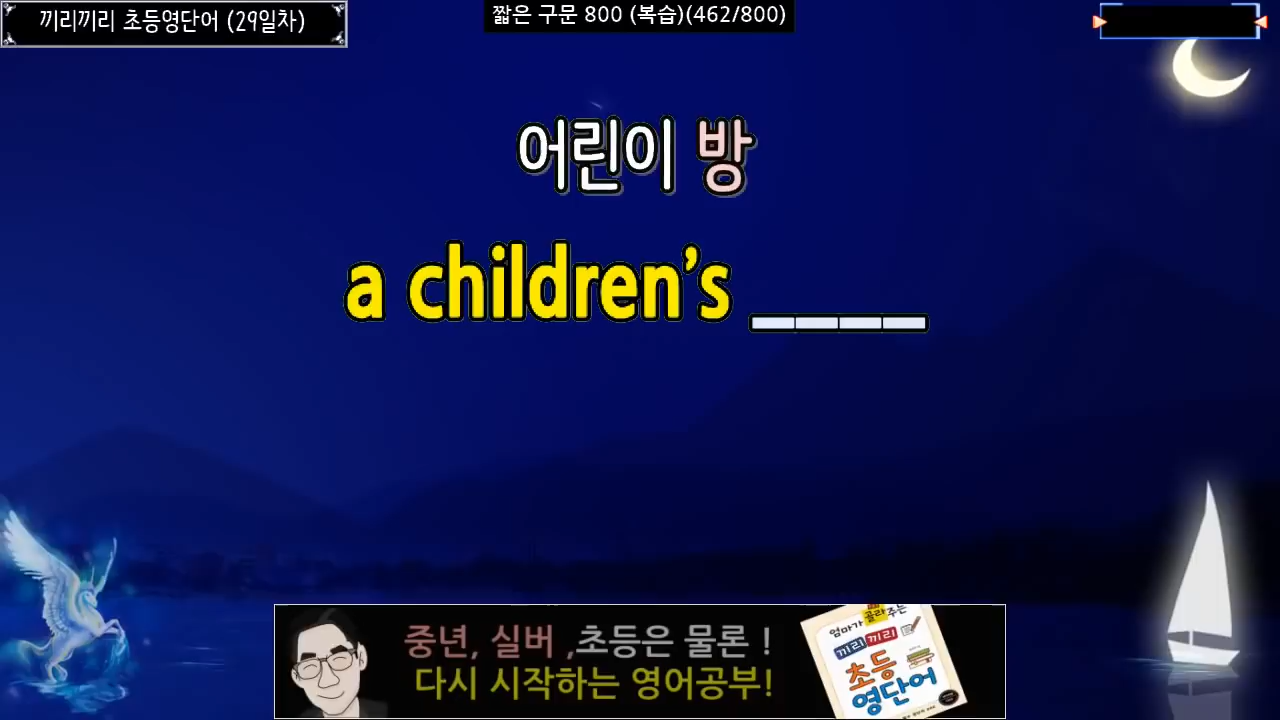 끼리끼리 초등영단어 (29일차)
짧은 구문 800 (복습)(462/800)
어린이 방
a children’s ____
중년, 실버 ,초등은 물론 !
다시 시작하는 영어공부!
엄마가 골라주는
끼리끼리
초등
영단어